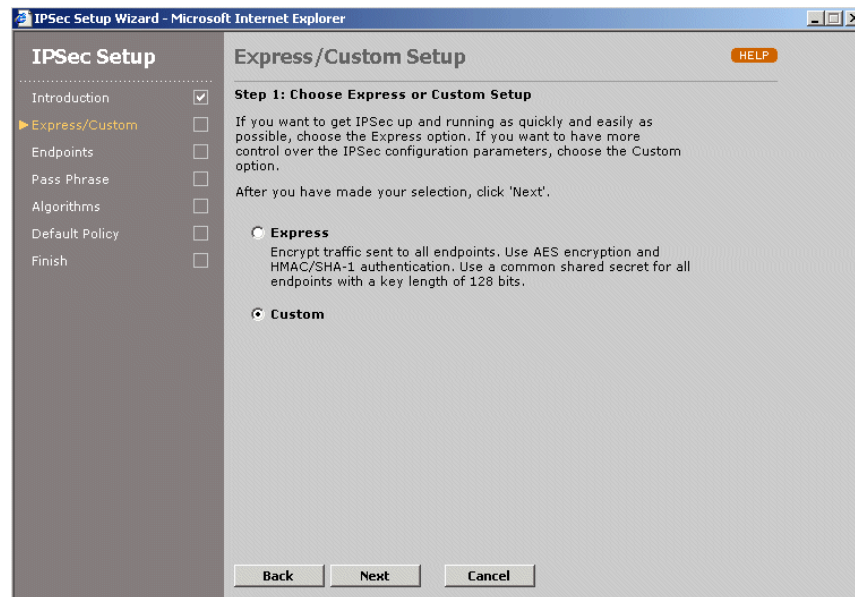 IPSec Setup Wizard - Microsoft Internet Explorer
IPSec Setup
Introduction
Express/Custom
Endpoints
Pass Phrase
Algorithms
Default Policy
Finish
Express/Custom Setup
HELP
Step 1: Choose Express or Custom Setup
If you want to get IPSec up and running as quickly and easily as
possible, choose the Express option. If you want to have more
control over the IPSec configuration parameters, choose the Custom
option.
After you have made your selection, click 'Next'.
Express
Encrypt traffic sent to all endpoints. Use AES encryption and
HMAC/SHA-1 authentication. Use a common shared secret for all
endpoints with a key length of 128 bits.
Custom
Back
Next
Cancel